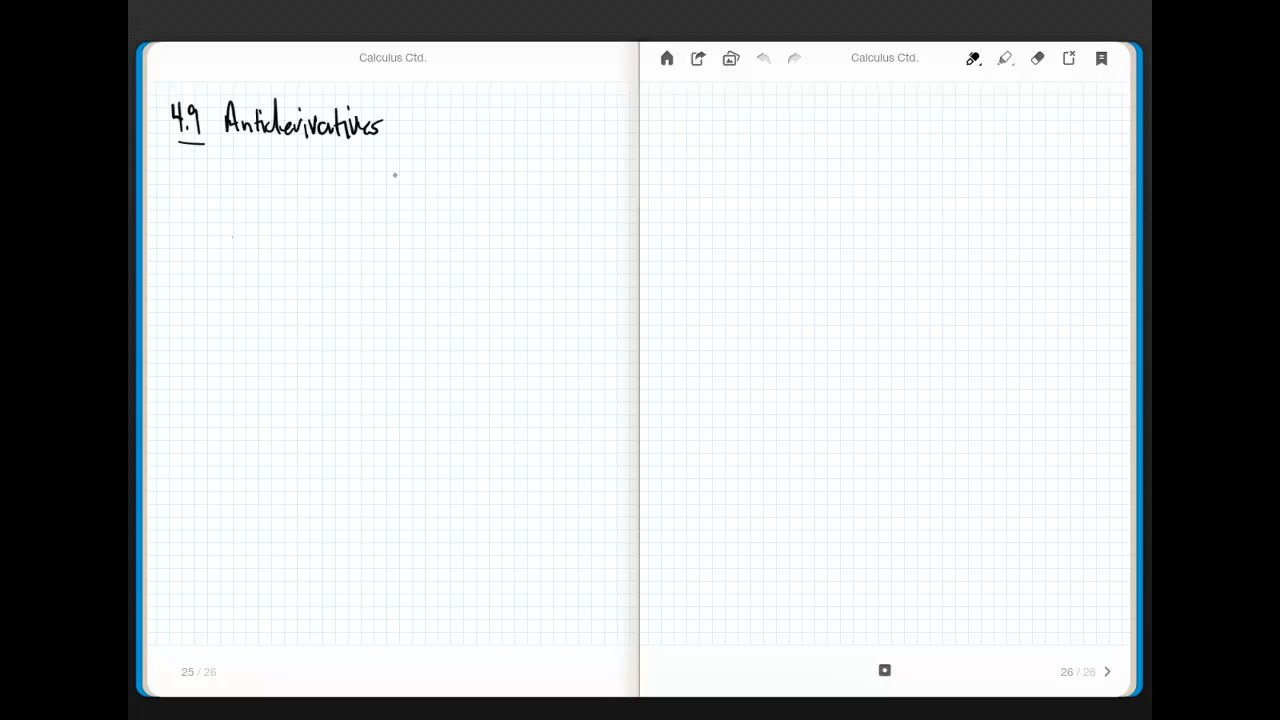 Calculus Ctd.
Calculus Ctd.
4.9 Antiderivatives
25 / 26
26 / 26